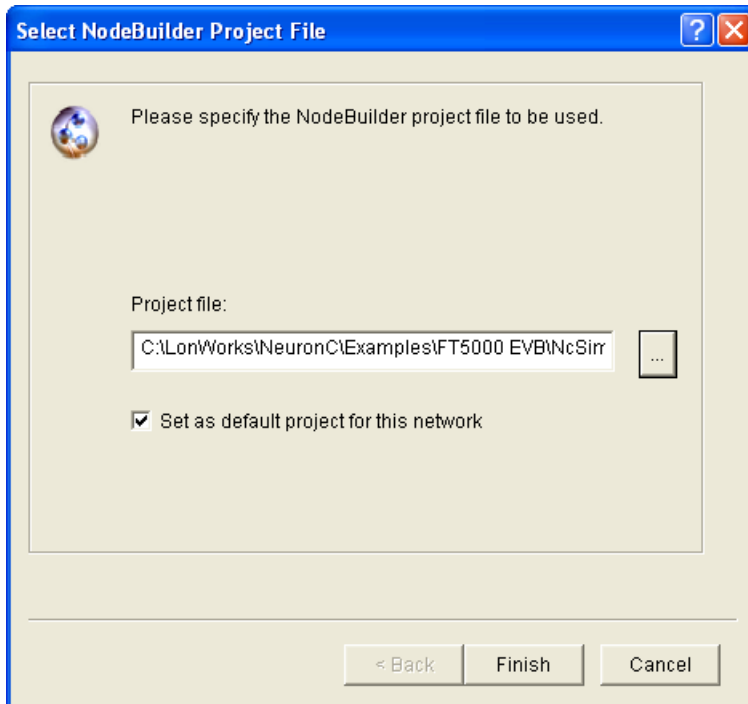 Select NodeBuilder Project File
Please specify the NodeBuilder project file to be used.
Project file:
C:\LonWorks\NeuronC\Examples\FT5000 EVB\NcSim
...
Set as default project for this network
< Back
Finish
Cancel